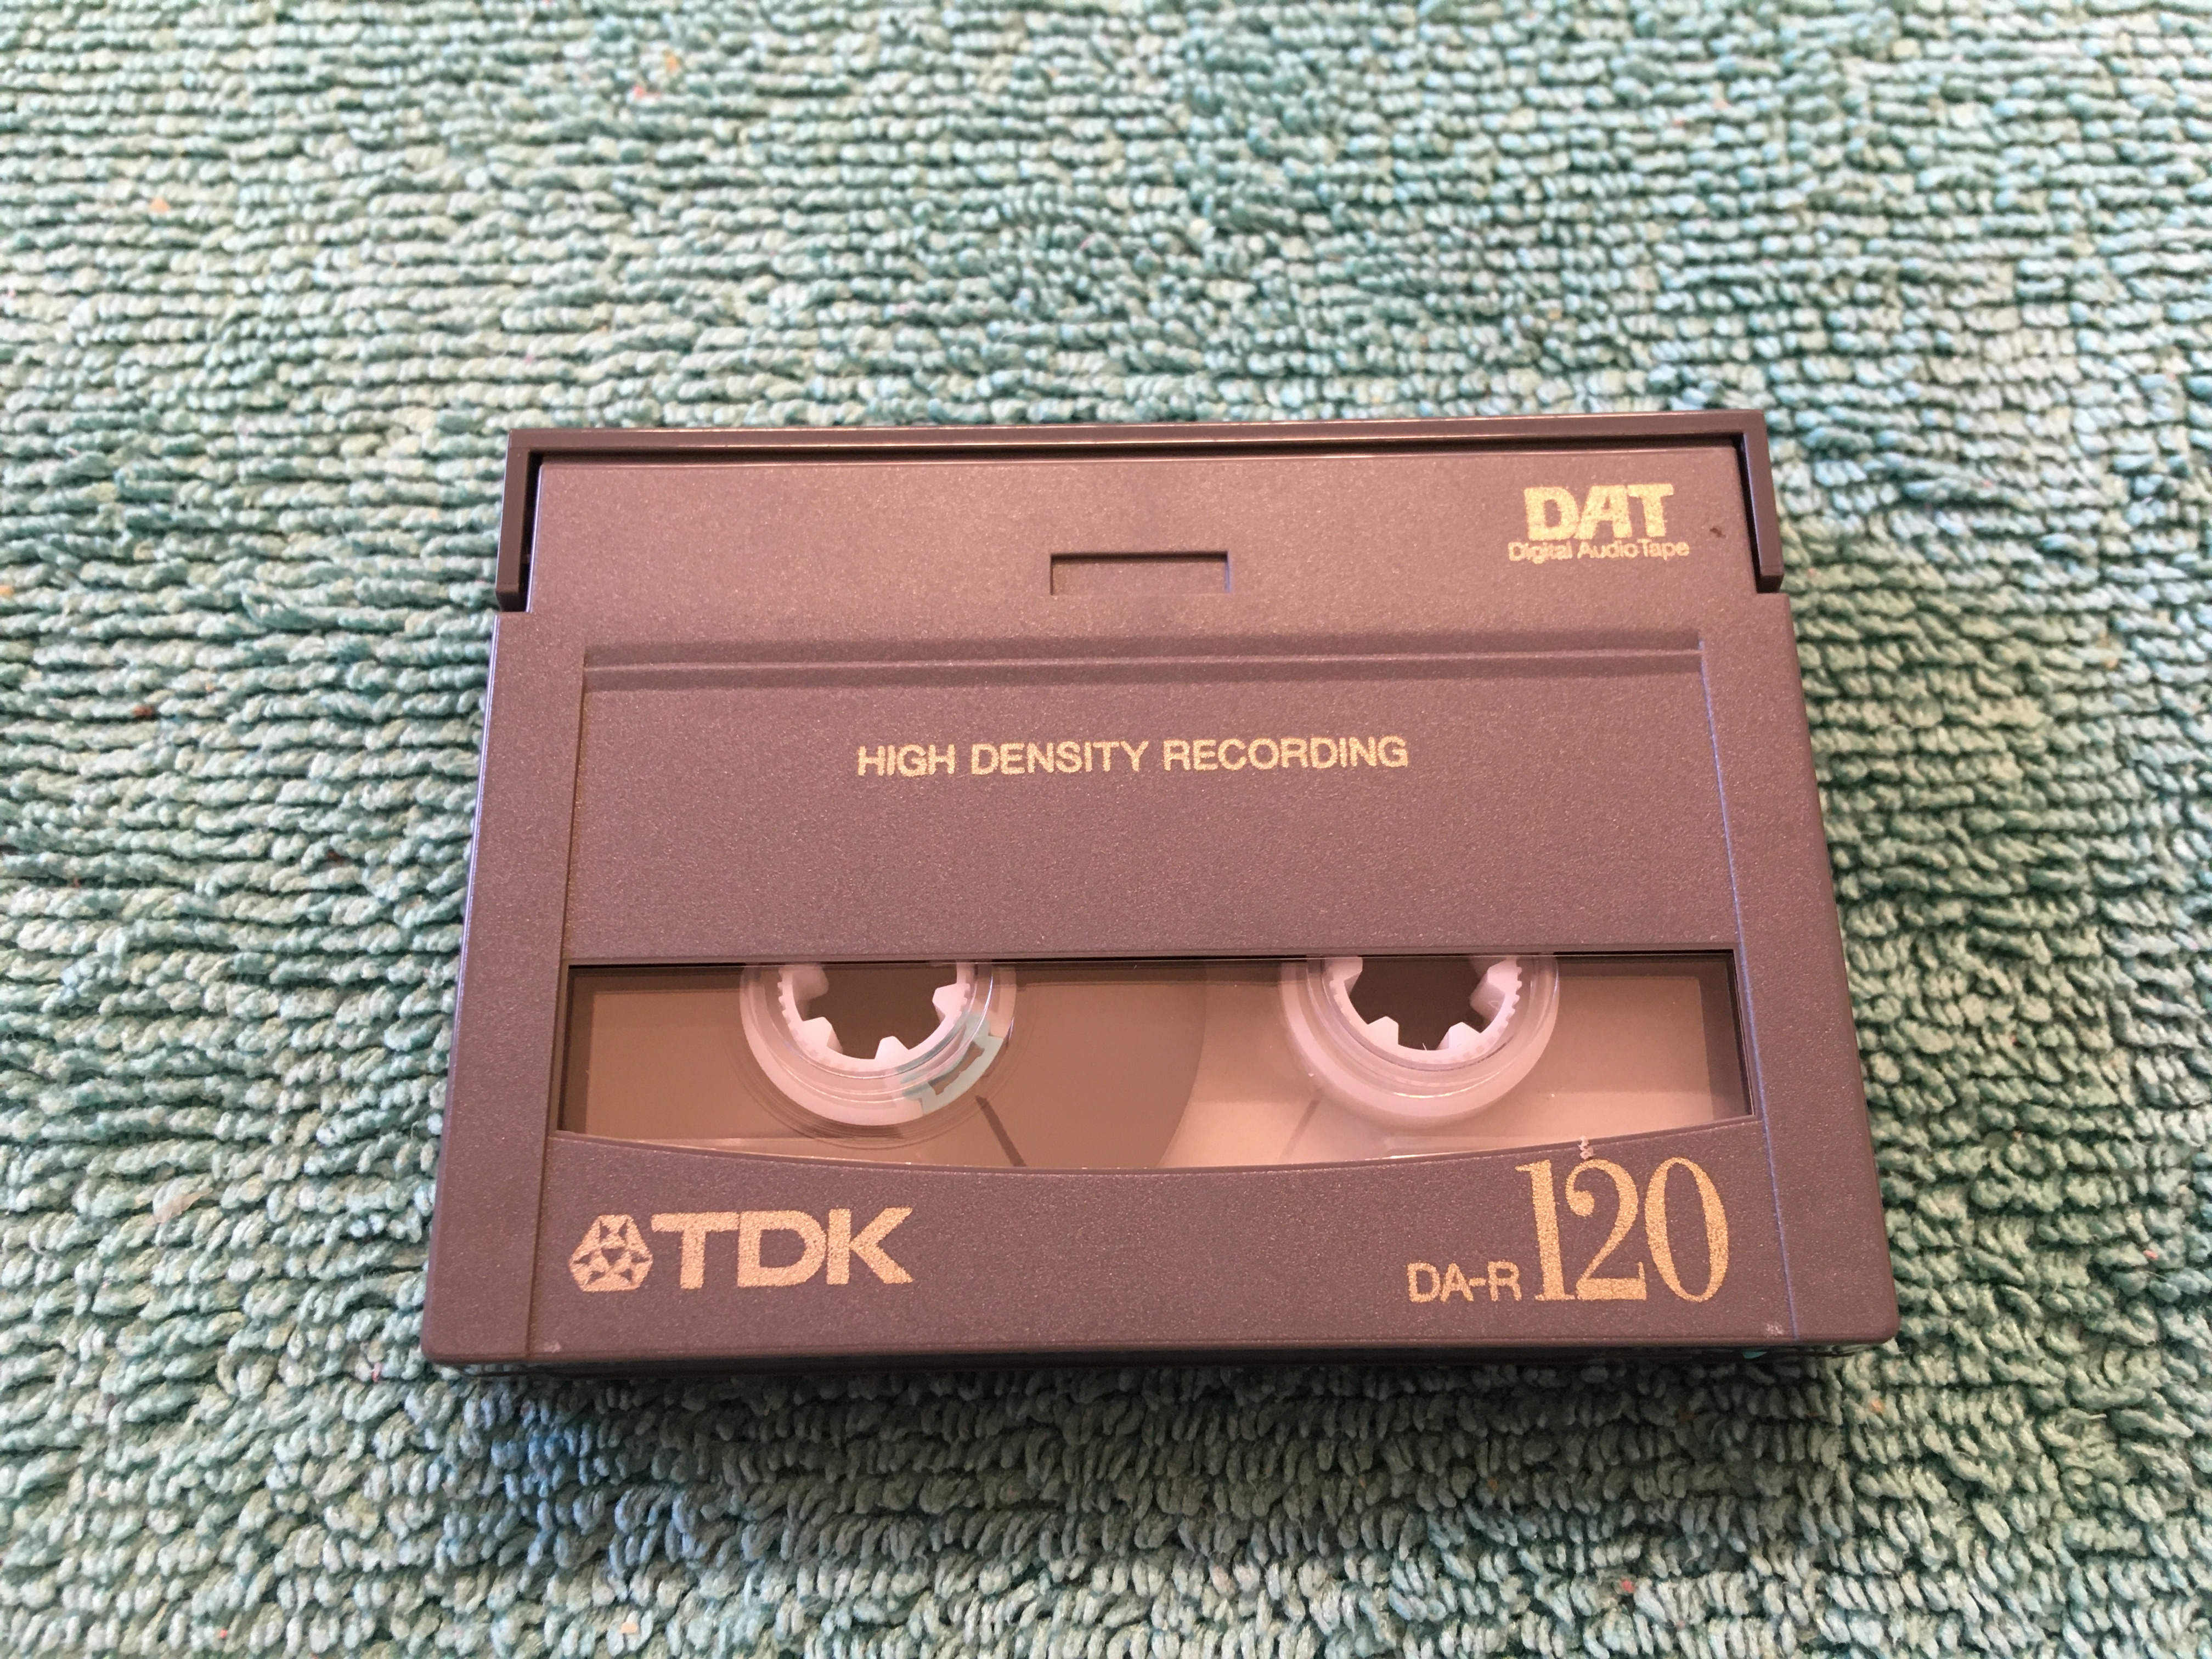 DAT
Digital Audio Tape
HIGH DENSITY RECORDING
TDK
DA-R 120